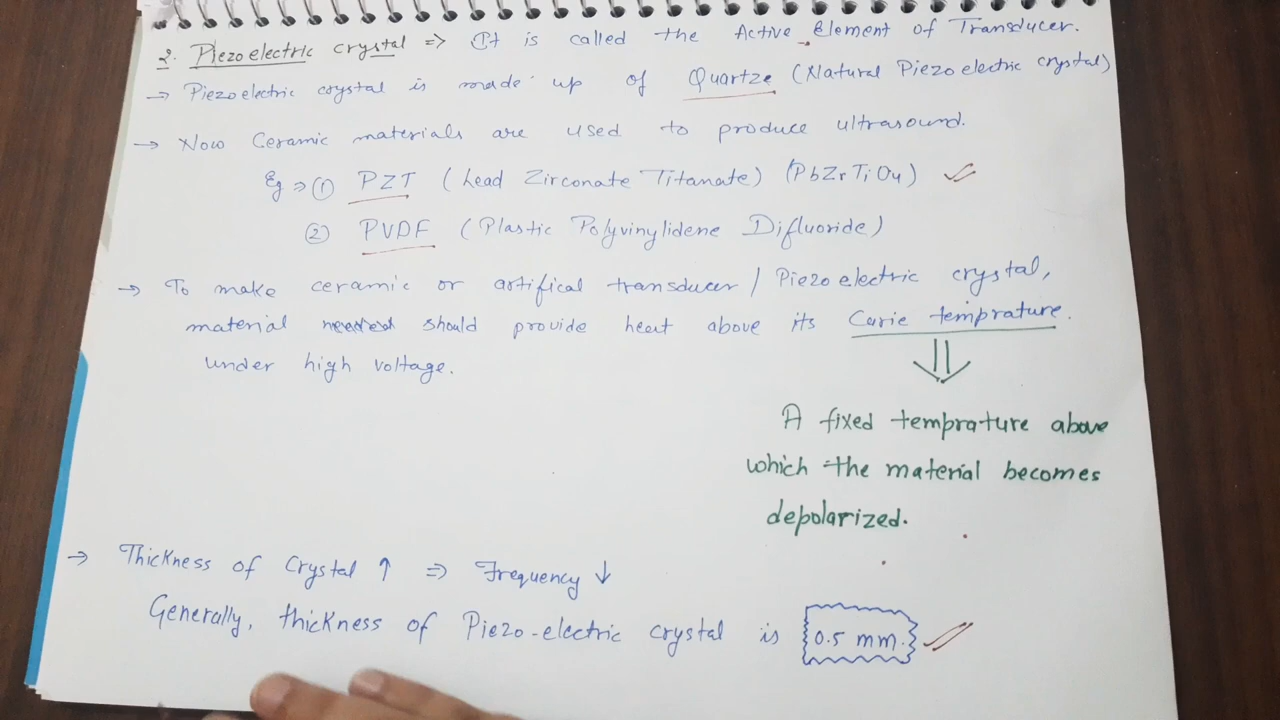 2. Piezoelectric crystal ⇒ It is called the Active Element of Transducer.
→ Piezoelectric crystal is made up of Quartze (Natural Piezoelectric crystal)
→ Now Ceramic materials are used to produce ultrasound.
Eg ⇒ ① PZT (Lead Zirconate Titanate) (PbZrTiO4) ✓
② PVDF (Plastic Polyvinylidene Difluoride)
→ To make ceramic or artifical transducer / Piezoelectric crystal,
material should provide heat above its Curie temprature.
under high voltage.
⇓
A fixed temprature above
which the material becomes
depolarized.
→ Thickness of Crystal ↑ ⇒ Frequency ↓
Generally, thickness of Piezo-electric crystal is 0.5 mm. ✓